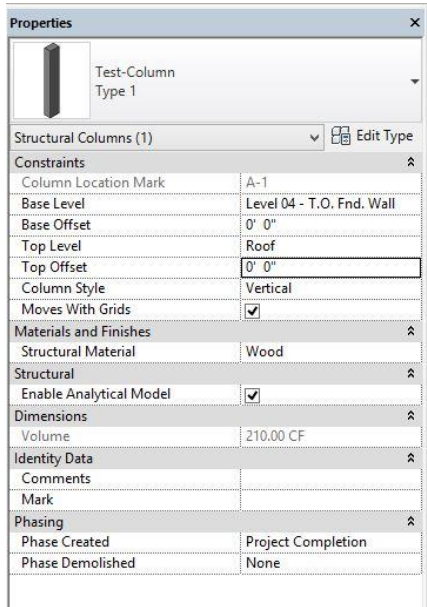 Properties
Test-Column
Type 1
Structural Columns (1) Edit Type
Constraints
Column Location Mark A-1
Base Level Level 04 - T.O. Fnd. Wall
Base Offset 0' 0"
Top Level Roof
Top Offset 0' 0"
Column Style Vertical
Moves With Grids
Materials and Finishes
Structural Material Wood
Structural
Enable Analytical Model
Dimensions
Volume 210.00 CF
Identity Data
Comments
Mark
Phasing
Phase Created Project Completion
Phase Demolished None